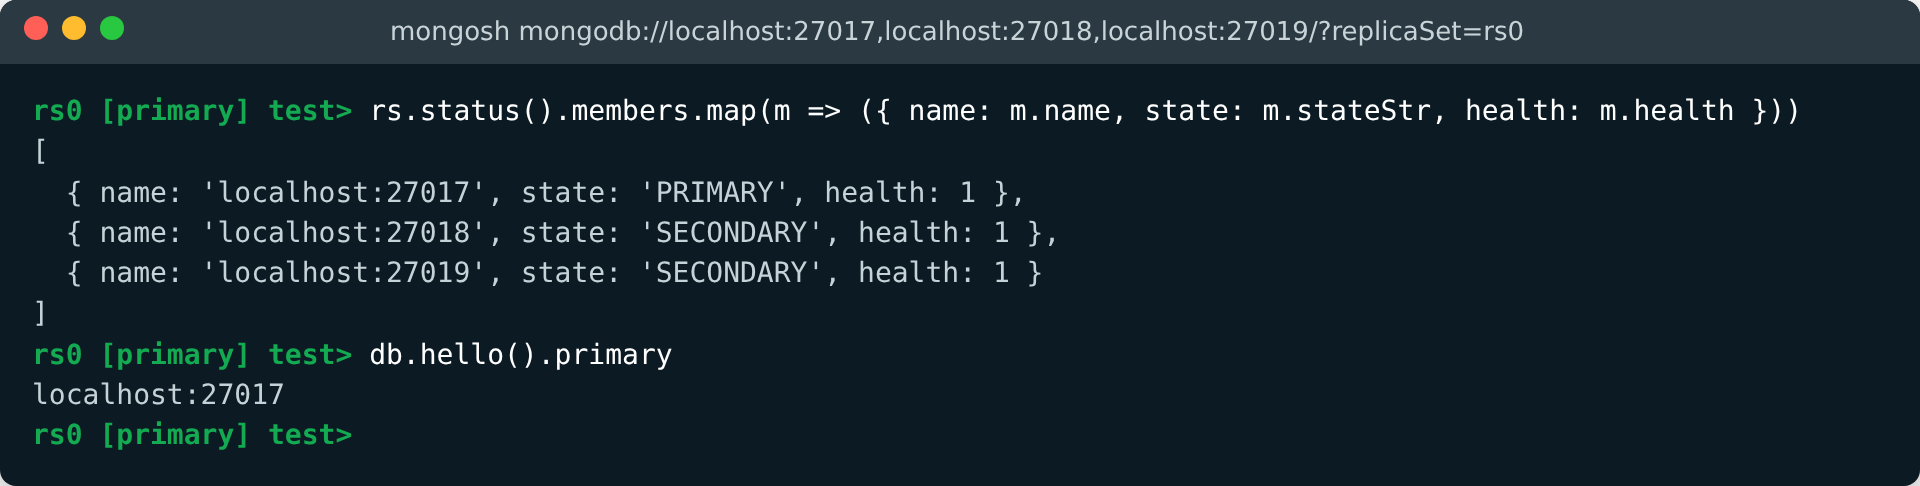 mongosh mongodb://localhost:27017,localhost:27018,localhost:27019/?replicaSet=rs0
rs0 [primary] test> rs.status().members.map(m => ({ name: m.name, state: m.stateStr, health: m.health }))
[
  { name: 'localhost:27017', state: 'PRIMARY', health: 1 },
  { name: 'localhost:27018', state: 'SECONDARY', health: 1 },
  { name: 'localhost:27019', state: 'SECONDARY', health: 1 }
]
rs0 [primary] test> db.hello().primary
localhost:27017
rs0 [primary] test>